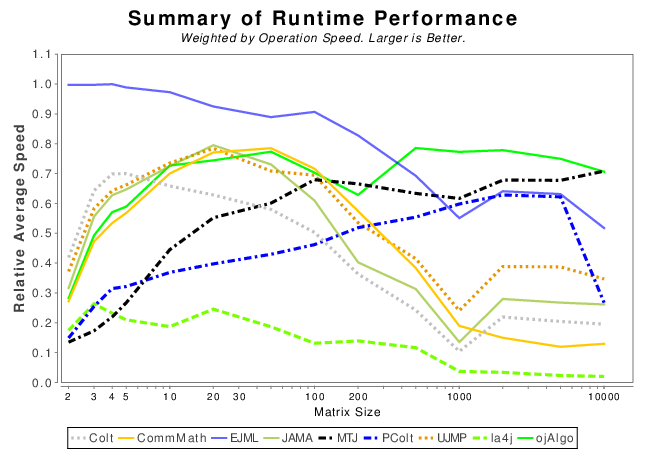 Summary of Runtime Performance
Weighted by Operation Speed. Larger is Better.
Relative Average Speed
1.1
1.0
0.9
0.8
0.7
0.6
0.5
0.4
0.3
0.2
0.1
0.0
2 3 4 5 10 20 30 100 200 1000 10000
Matrix Size
Colt CommMath EJML JAMA MTJ PColt UJMP la4j ojAlgo